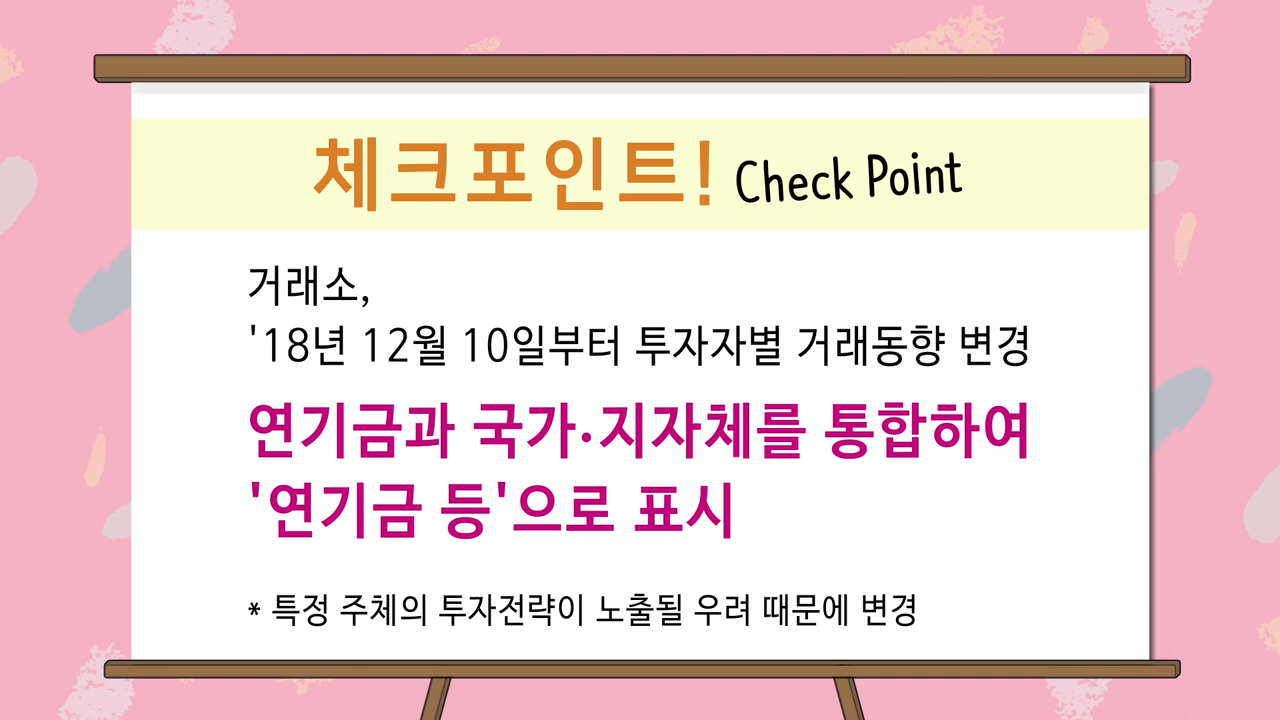 체크포인트! Check Point
거래소,
'18년 12월 10일부터 투자자별 거래동향 변경
연기금과 국가·지자체를 통합하여
'연기금 등'으로 표시
* 특정 주체의 투자전략이 노출될 우려 때문에 변경